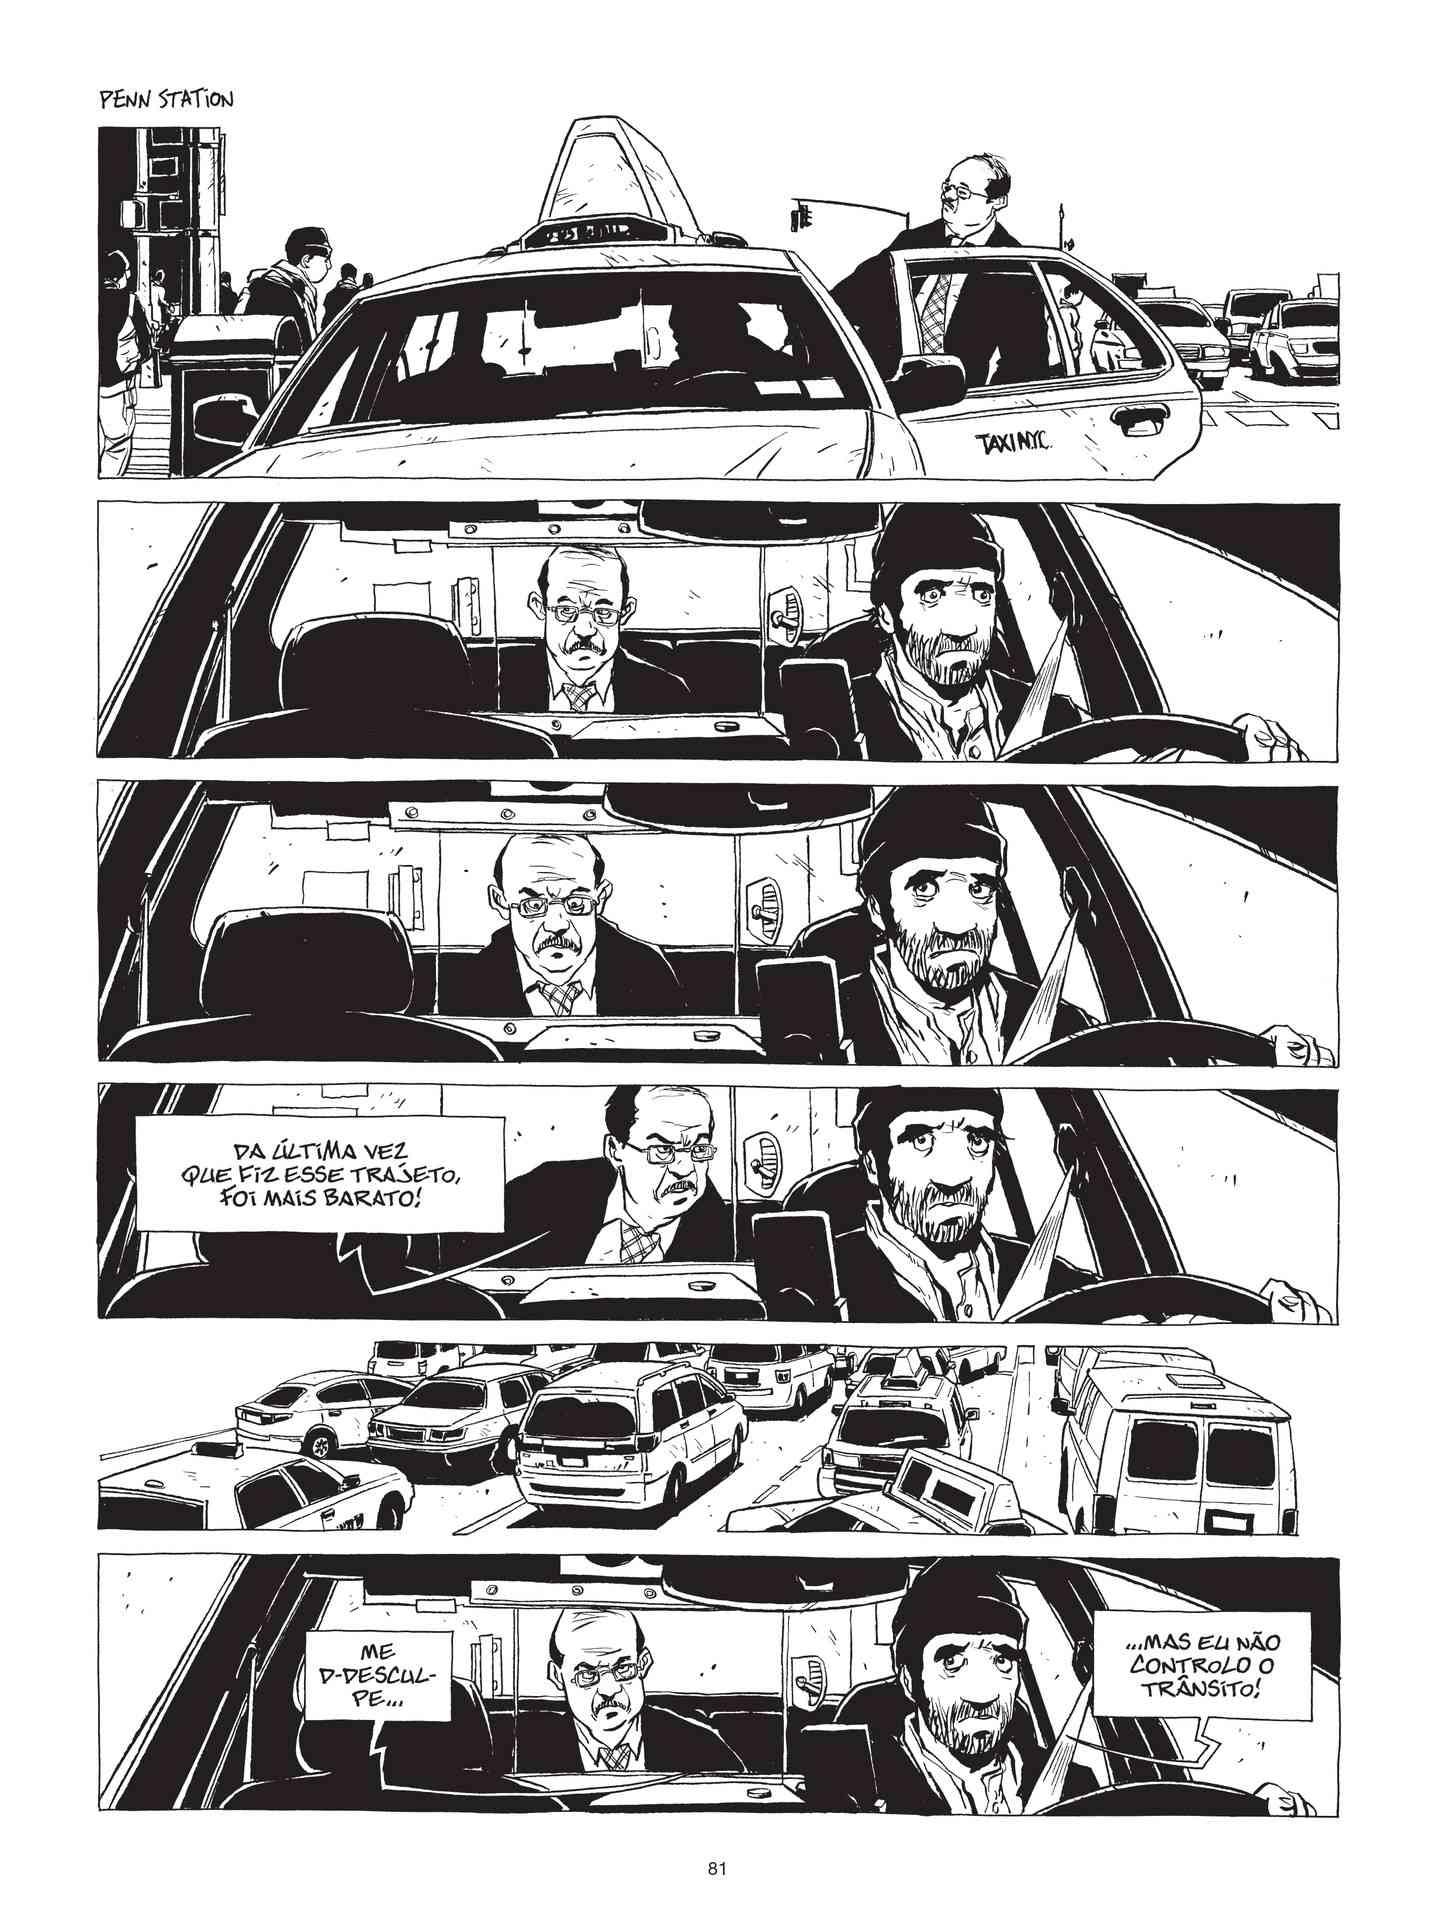 PENN STATION
TAXI N.Y.C.
DA ÚLTIMA VEZ
QUE FIZ ESSE TRAJETO,
FOI MAIS BARATO!
ME
D-DESCUL-
PE...
...MAS EU NÃO
CONTROLO O
TRÂNSITO!
81